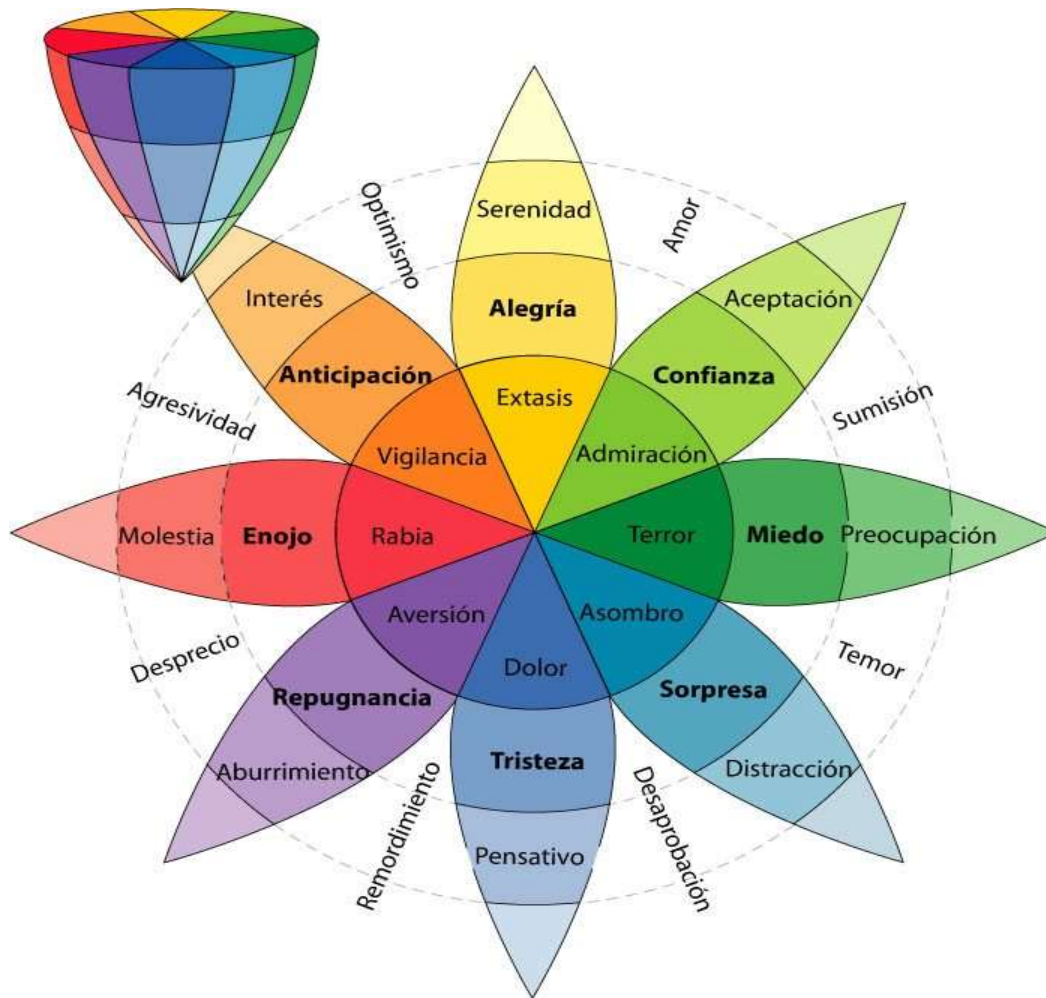 Optimismo
Serenidad
Amor
Interés
Alegría
Aceptación
Anticipación
Confianza
Agresividad
Extasis
Sumisión
Vigilancia
Admiración
Molestia
Enojo
Rabia
Terror
Miedo
Preocupación
Aversión
Asombro
Desprecio
Dolor
Temor
Repugnancia
Sorpresa
Aburrimiento
Tristeza
Distracción
Remordimiento
Desaprobación
Pensativo